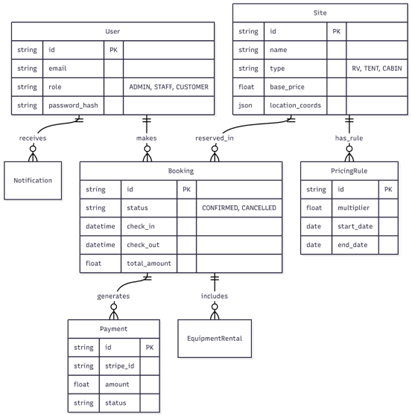 User
string id PK
string email
string role ADMIN, STAFF, CUSTOMER
string password_hash
Site
string id PK
string name
string type RV, TENT, CABIN
float base_price
json location_coords
receives
makes
reserved_in
has_rule
Notification
Booking
string id PK
string status CONFIRMED, CANCELLED
datetime check_in
datetime check_out
float total_amount
PricingRule
string id PK
float multiplier
date start_date
date end_date
generates
includes
Payment
string id PK
string stripe_id
float amount
string status
EquipmentRental